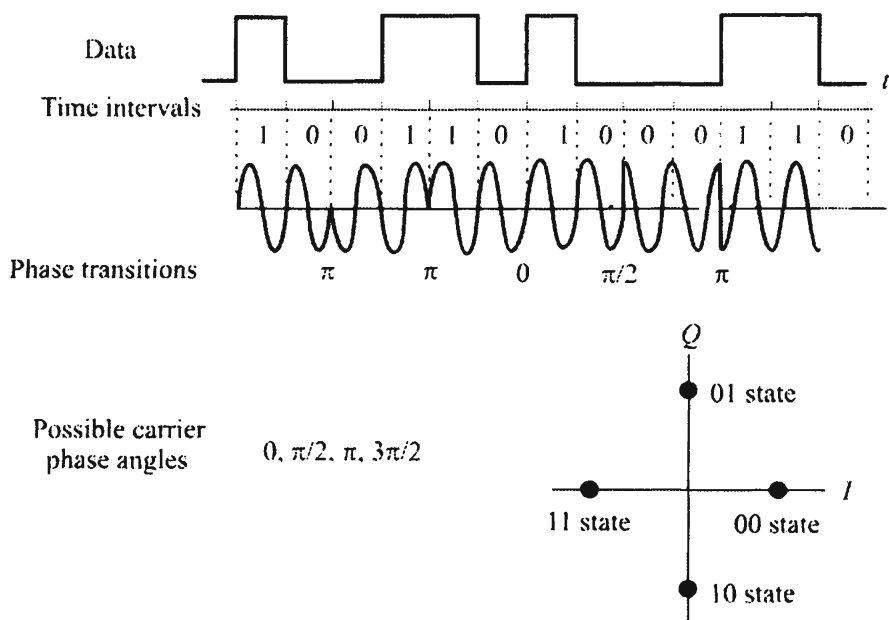 Data
t
Time intervals
1 0 0 1 1 0 1 0 0 0 1 1 0
Phase transitions π π 0 π/2 π
Q
01 state
Possible carrier
phase angles
0, π/2, π, 3π/2
I
11 state 00 state
10 state